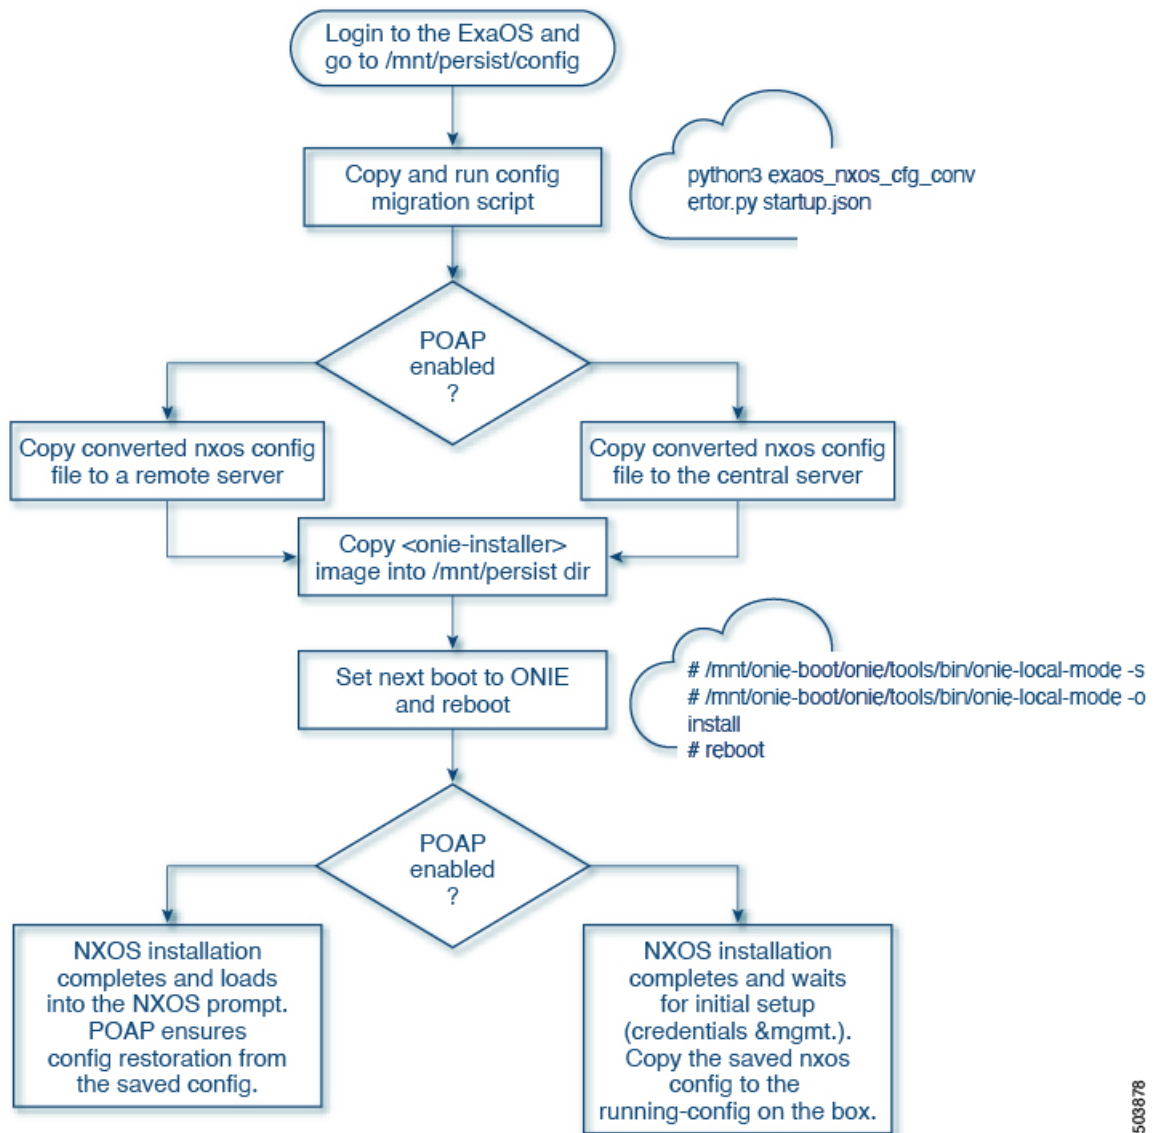 Login to the ExaOS and
go to /mnt/persist/config
Copy and run config
migration script
python3 exaos_nxos_cfg_conv
ertor.py startup.json
POAP
enabled
?
Copy converted nxos config
file to a remote server
Copy converted nxos config
file to the central server
Copy <onie-installer>
image into /mnt/persist dir
Set next boot to ONIE
and reboot
# /mnt/onie-boot/onie/tools/bin/onie-local-mode -s
# /mnt/onie-boot/onie/tools/bin/onie-local-mode -o
install
# reboot
POAP
enabled
?
NXOS installation
completes and loads
into the NXOS prompt.
POAP ensures
config restoration from
the saved config.
NXOS installation
completes and waits
for initial setup
(credentials &mgmt.).
Copy the saved nxos
config to the
running-config on the box.
503878